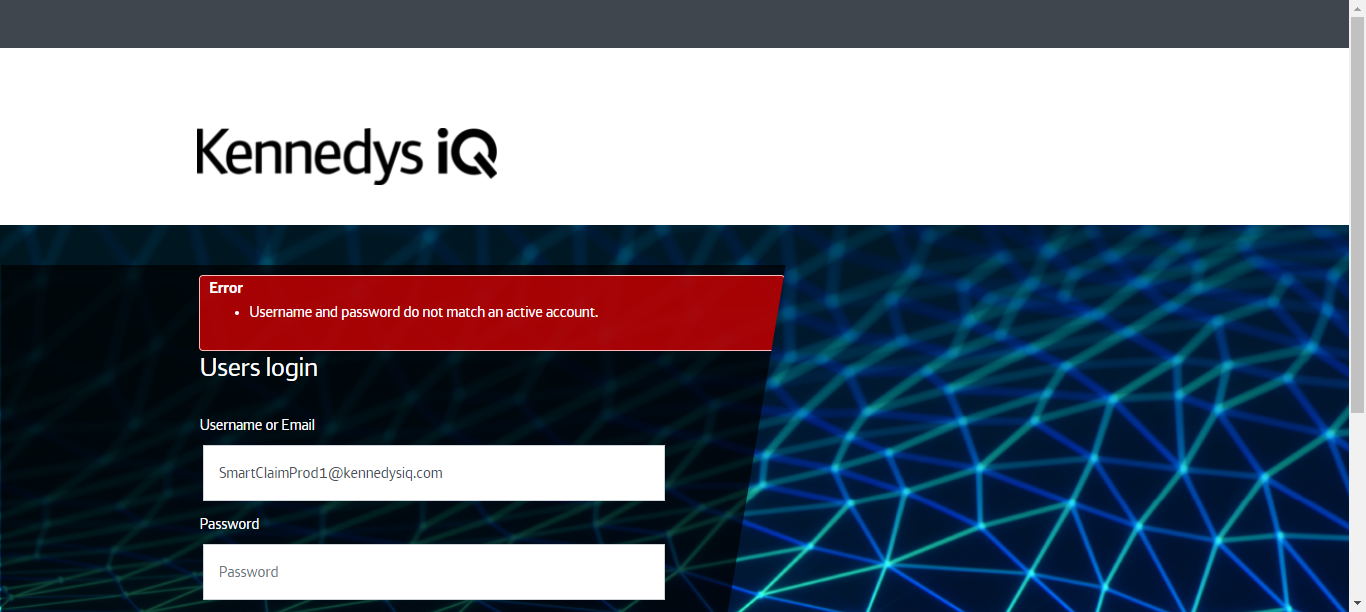 Kennedys iQ
Error
Username and password do not match an active account.
Users login
Username or Email
SmartClaimProd1@kennedysiq.com
Password
Password